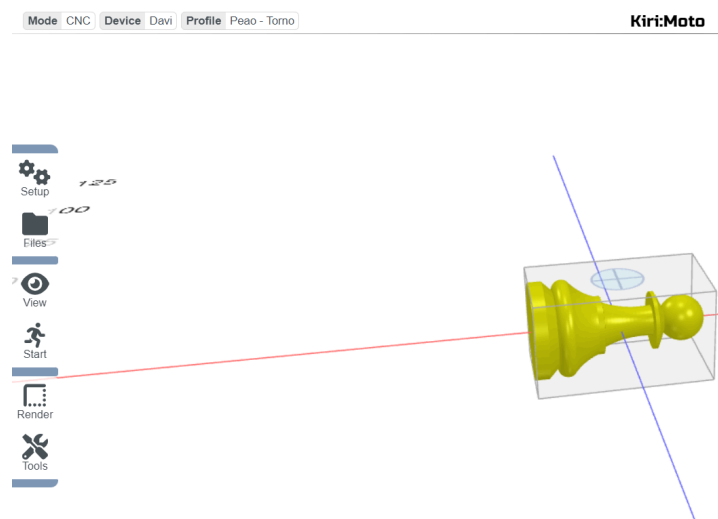 Mode CNC Device Davi Profile Peao - Torno
Kiri:Moto
125
100
Setup
Files
View
Start
Render
Tools